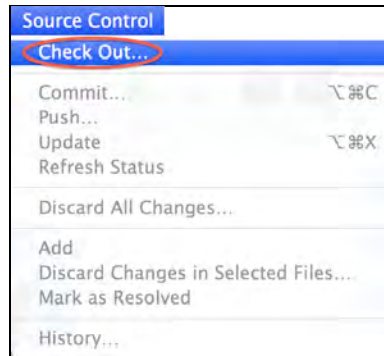 Source Control
Check Out...
Commit... ⌥⌘C
Push...
Update ⌥⌘X
Refresh Status
Discard All Changes...
Add
Discard Changes in Selected Files...
Mark as Resolved
History...